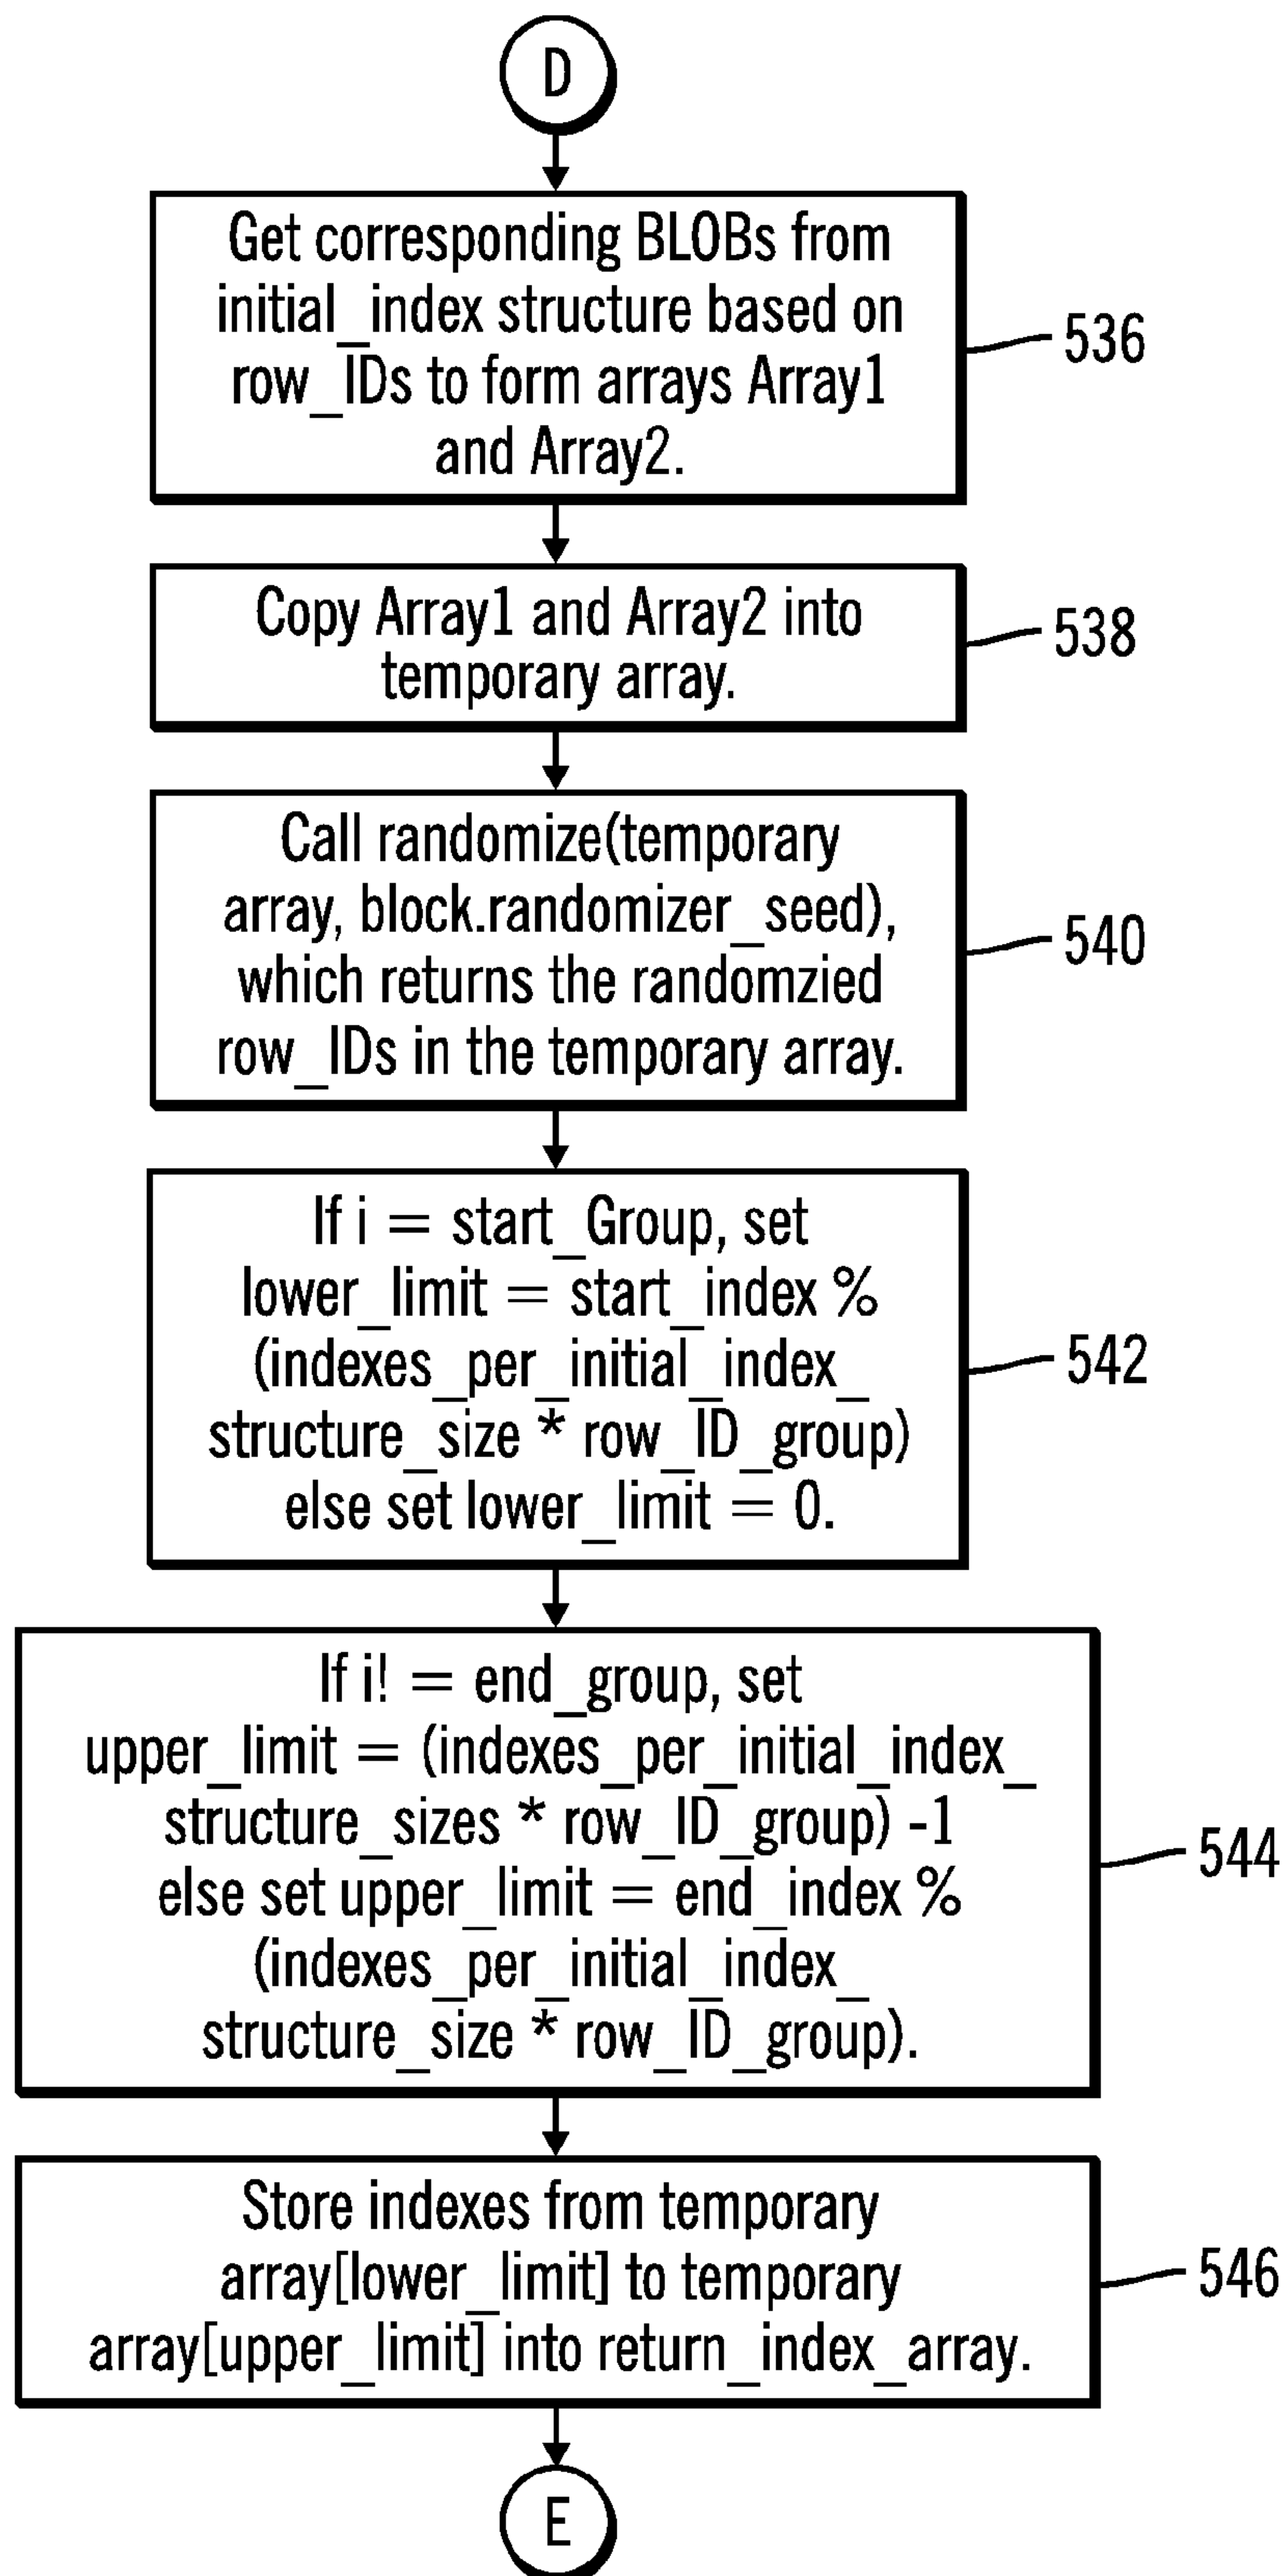 D
Get corresponding BLOBs from
initial_index structure based on
row_IDs to form arrays Array1
and Array2.
536
Copy Array1 and Array2 into
temporary array.
538
Call randomize(temporary
array, block.randomizer_seed),
which returns the randomzied
row_IDs in the temporary array.
540
If i = start_Group, set
lower_limit = start_index %
(indexes_per_initial_index_
structure_size * row_ID_group)
else set lower_limit = 0.
542
If i! = end_group, set
upper_limit = (indexes_per_initial_index_
structure_sizes * row_ID_group) -1
else set upper_limit = end_index %
(indexes_per_initial_index_
structure_size * row_ID_group).
544
Store indexes from temporary
array[lower_limit] to temporary
array[upper_limit] into return_index_array.
546
E